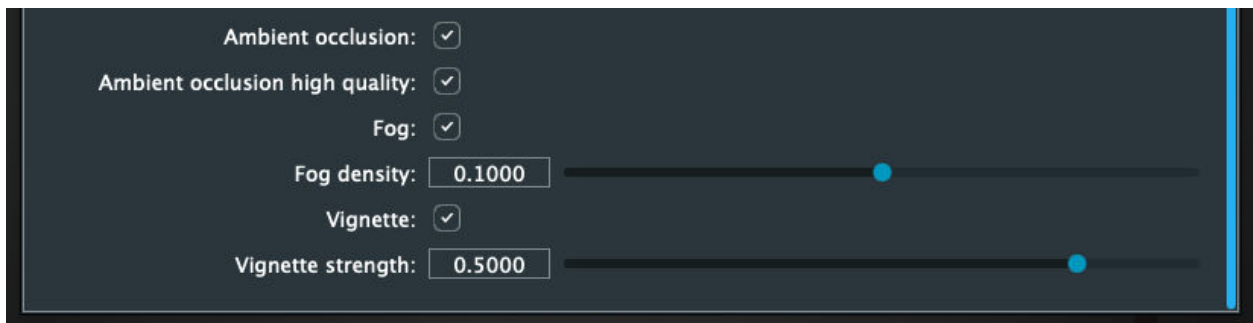 Ambient occlusion:
Ambient occlusion high quality:
Fog:
Fog density: 0.1000
Vignette:
Vignette strength: 0.5000